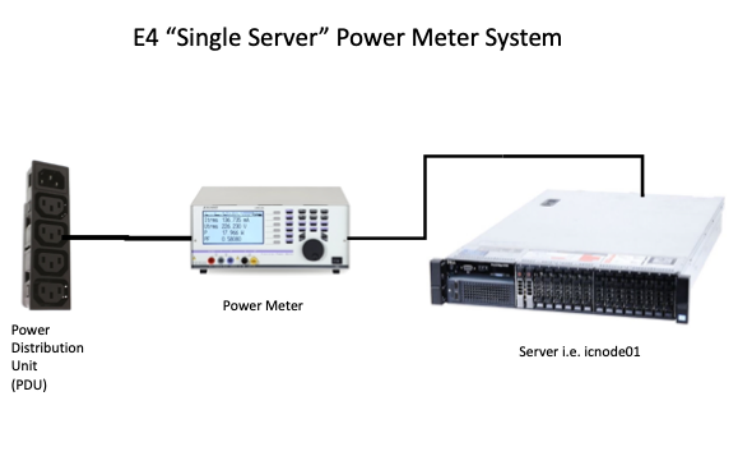 E4 “Single Server” Power Meter System
Power Meter
Server i.e. icnode01
Power
Distribution
Unit
(PDU)